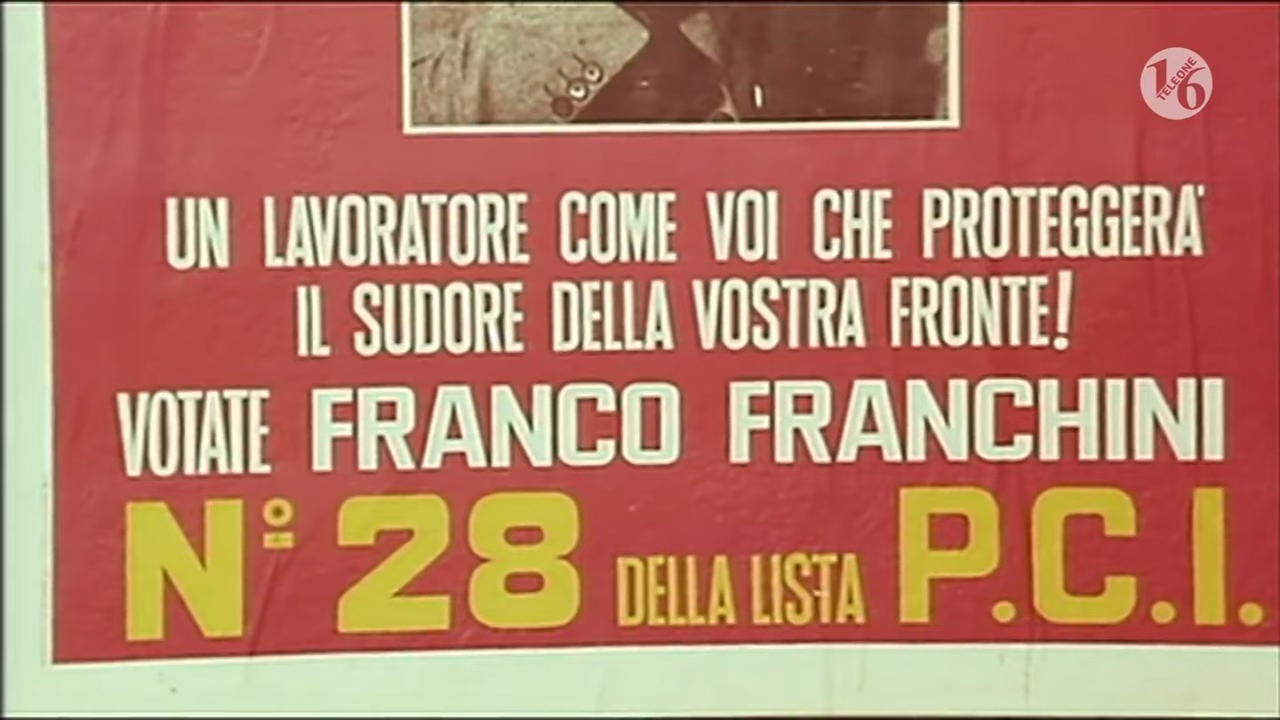 16
TELEONE
UN LAVORATORE COME VOI CHE PROTEGGERA'
IL SUDORE DELLA VOSTRA FRONTE!
VOTATE FRANCO FRANCHINI
N° 28 DELLA LISTA P.C.I.